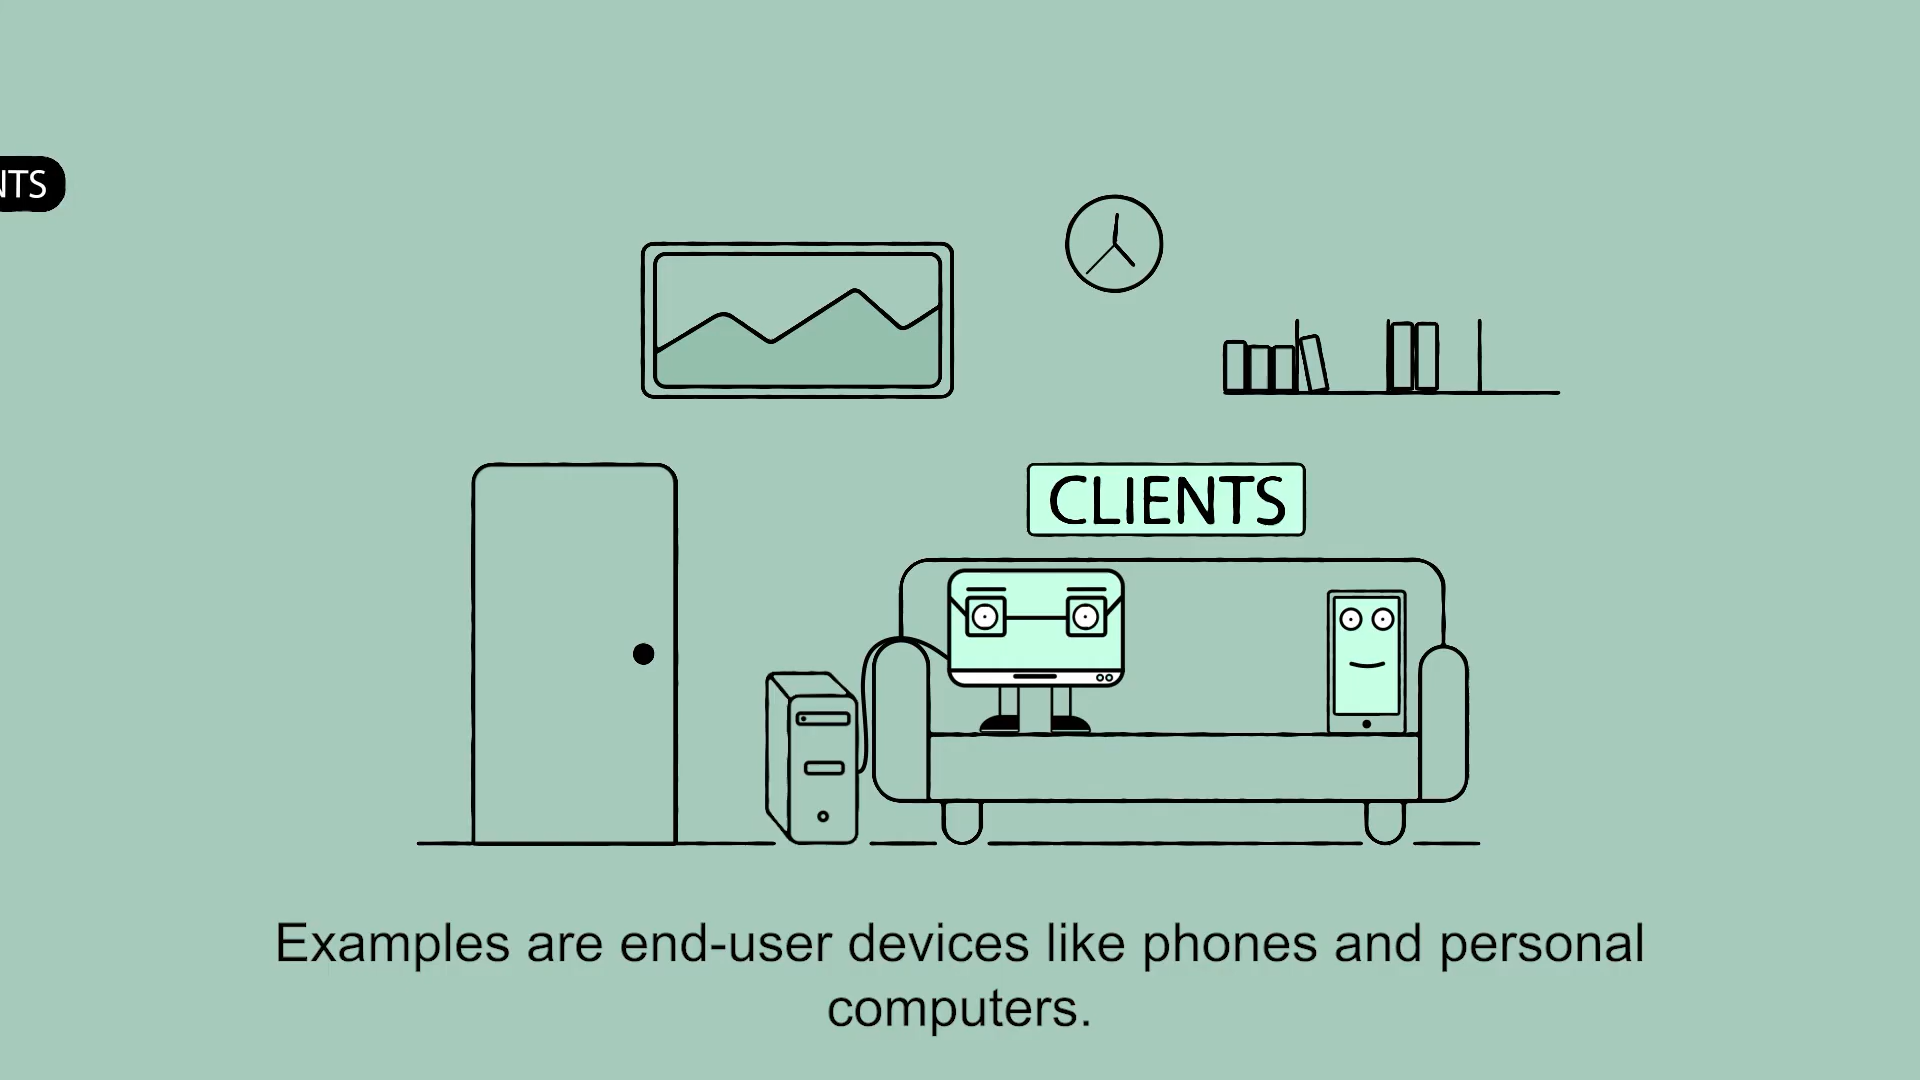 NTS
CLIENTS
Examples are end-user devices like phones and personal
computers.